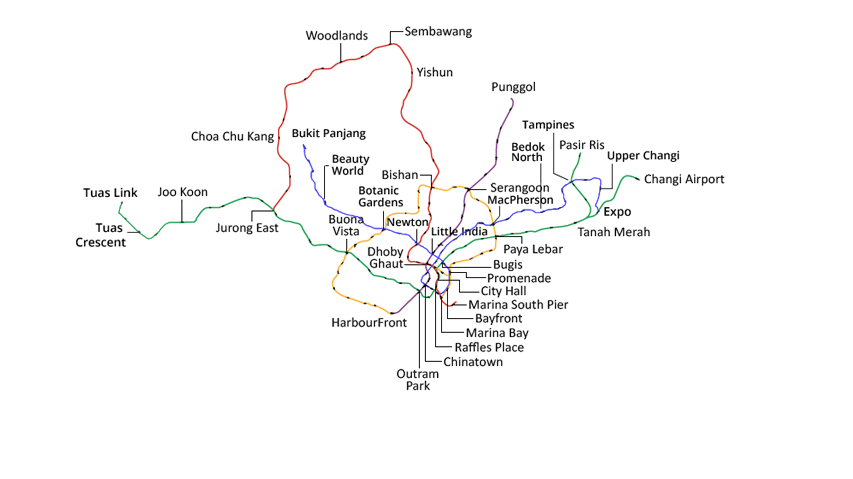 Woodlands
Sembawang
Yishun
Punggol
Choa Chu Kang
Bukit Panjang
Tampines
Bedok
North
Pasir Ris
Upper Changi
Changi Airport
Beauty
World
Bishan
Botanic
Gardens
Serangoon
MacPherson
Tuas Link
Joo Koon
Tuas
Crescent
Jurong East
Buona
Vista
Newton
Little India
Expo
Tanah Merah
Paya Lebar
Dhoby
Ghaut
Bugis
Promenade
City Hall
Marina South Pier
Bayfront
HarbourFront
Marina Bay
Raffles Place
Chinatown
Outram
Park